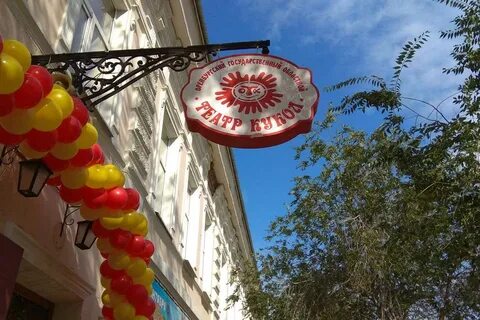 ОРЕНБУРГСКИЙ ГОСУДАРСТВЕННЫЙ ОБЛАСТНОЙ
ТЕАТР КУКОЛ